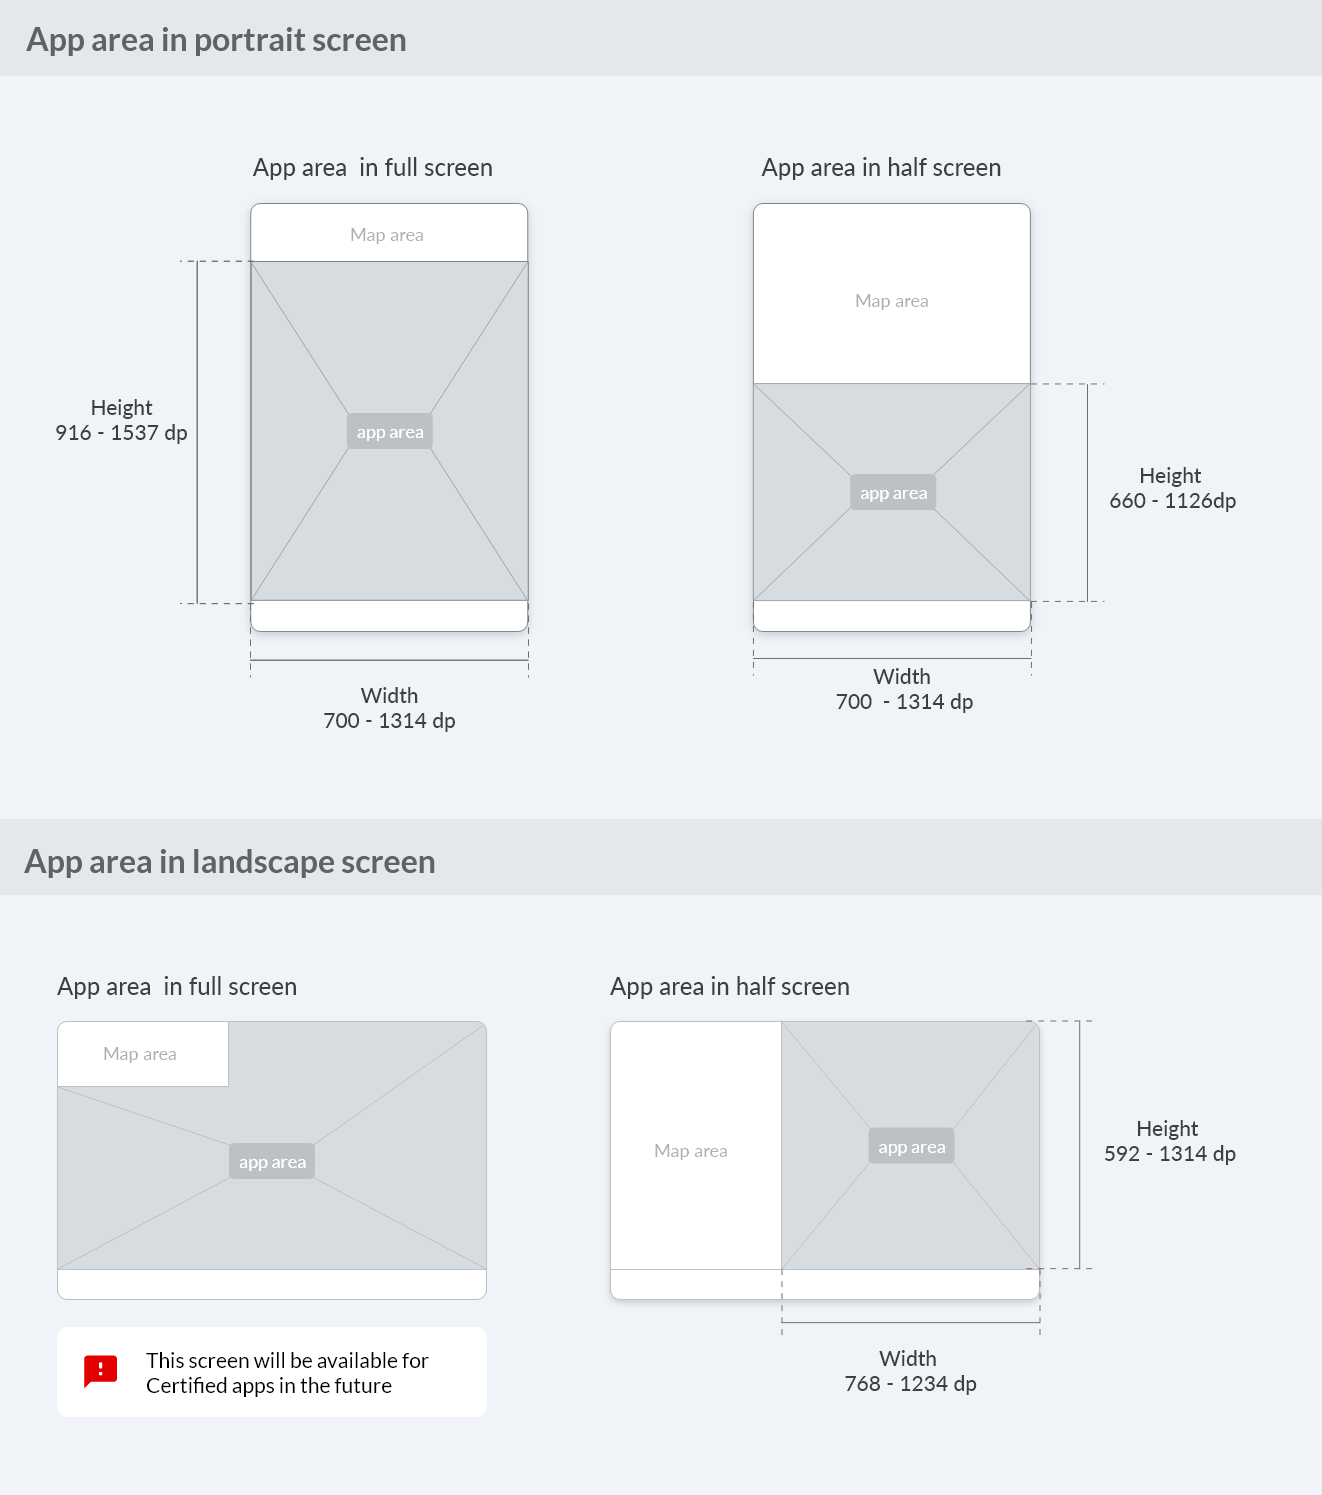 App area in portrait screen
App area  in full screen
Map area
app area
Height
916 - 1537 dp
Width
700 - 1314 dp
App area in half screen
Map area
app area
Height
660 - 1126dp
Width
700  - 1314 dp
App area in landscape screen
App area  in full screen
Map area
app area
This screen will be available for
Certified apps in the future
App area in half screen
Map area
app area
Height
592 - 1314 dp
Width
768 - 1234 dp